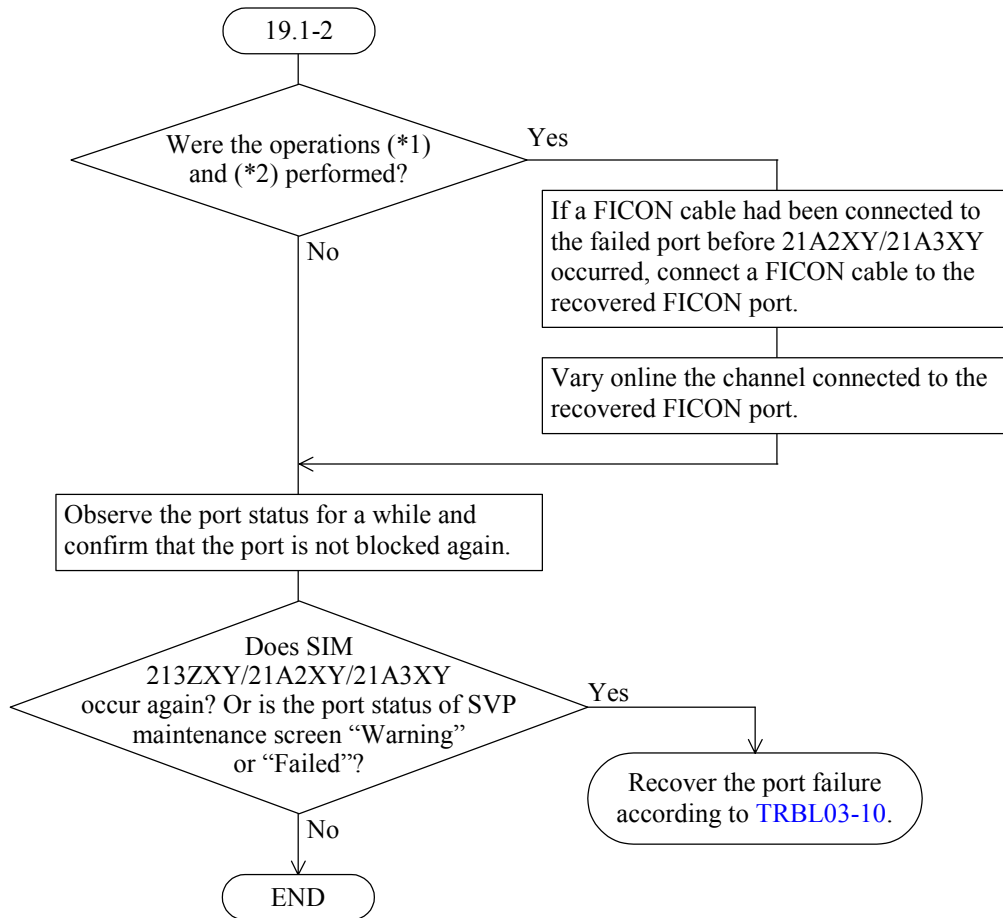 19.1-2
Were the operations (*1)
and (*2) performed?
Yes
If a FICON cable had been connected to
the failed port before 21A2XY/21A3XY
occurred, connect a FICON cable to the
recovered FICON port.
No
Vary online the channel connected to the
recovered FICON port.
Observe the port status for a while and
confirm that the port is not blocked again.
Does SIM
213ZXY/21A2XY/21A3XY
occur again? Or is the port status of SVP
maintenance screen “Warning”
or “Failed”?
Yes
Recover the port failure
according to TRBL03-10.
No
END